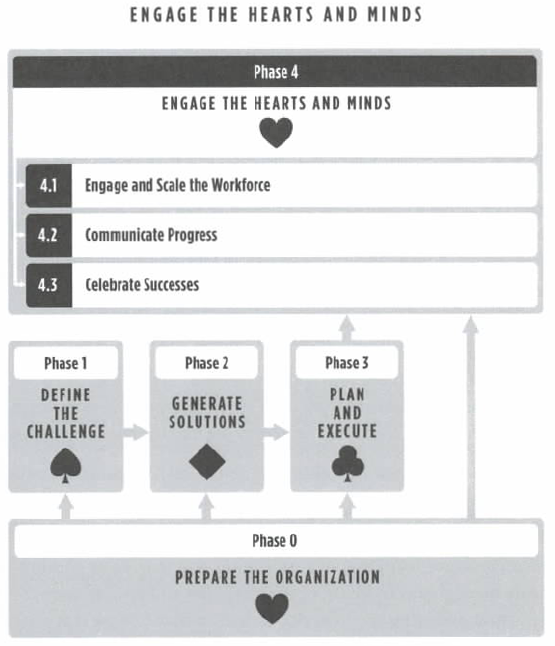 ENGAGE THE HEARTS AND MINDS
Phase 4
ENGAGE THE HEARTS AND MINDS
4.1 Engage and Scale the Workforce
4.2 Communicate Progress
4.3 Celebrate Successes
Phase 1
DEFINE
THE
CHALLENGE
Phase 2
GENERATE
SOLUTIONS
Phase 3
PLAN
AND
EXECUTE
Phase 0
PREPARE THE ORGANIZATION